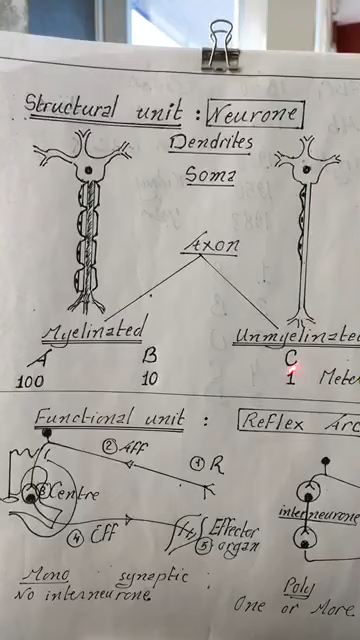 Structural unit : Neurone
Dendrites
Soma
Axon
Myelinated
Unmyelinated
A B C
100 10 1 Mete
Functional unit : Reflex Arc
② Aff
① R
③ Centre
④ Eff
Effector
⑤ organ
interneurone
Mono synaptic :
No interneurone
Poly
One or More